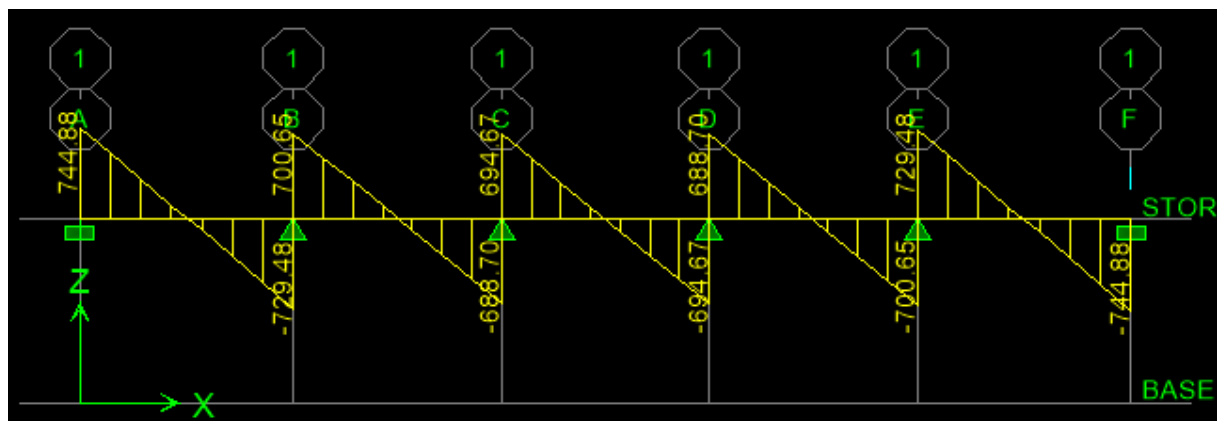 1 1 1 1 1 1
A B C D E F
744.88 700.65 694.67 688.70 729.48
STOR
-729.48 -688.70 -694.67 -700.65 -744.88
Z
X
BASE